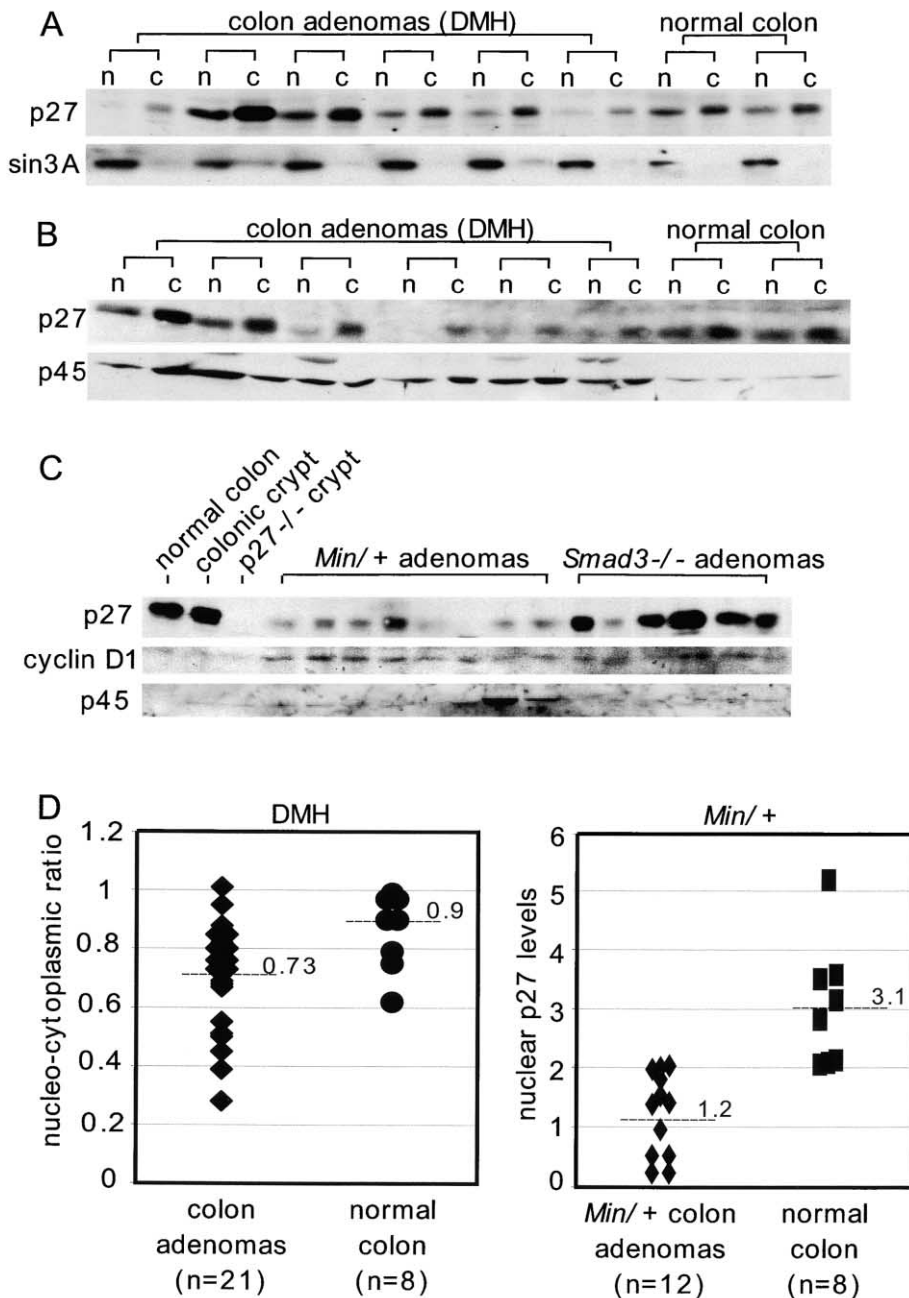 A
colon adenomas (DMH) normal colon
n c n c n c n c n c n c n c n c
p27
sin3A
B
colon adenomas (DMH) normal colon
n c n c n c n c n c n c n c n c
p27
p45
C
normal colon
colonic crypt
p27-/- crypt
Min/+ adenomas
Smad3-/- adenomas
p27
cyclin D1
p45
D
DMH
nucleo-cytoplasmic ratio
1.2
1
0.8
0.6
0.4
0.2
0
0.73
0.9
colon adenomas (n=21)
normal colon (n=8)
Min/+
nuclear p27 levels
6
5
4
3
2
1
0
1.2
3.1
Min/+ colon adenomas (n=12)
normal colon (n=8)